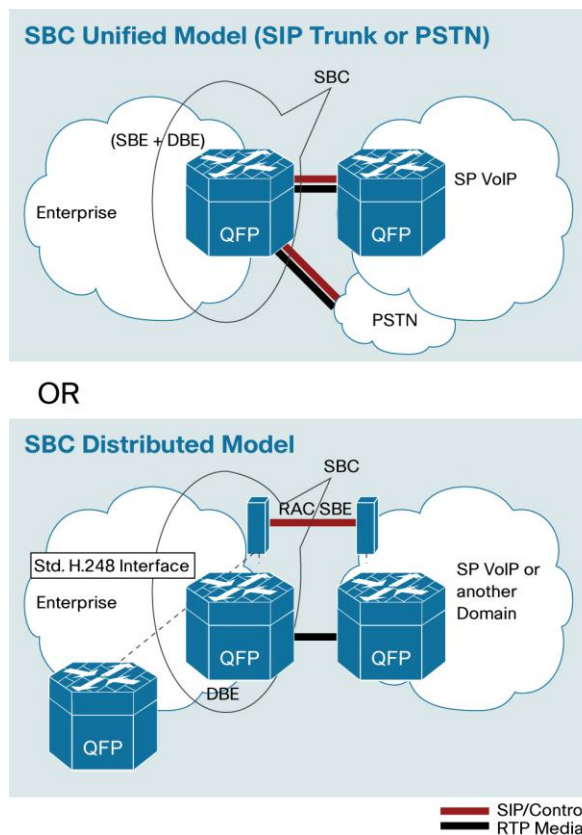 SBC Unified Model (SIP Trunk or PSTN)
SBC
(SBE + DBE)
SP VoIP
Enterprise
QFP
QFP
PSTN
OR
SBC Distributed Model
SBC
RAC SBE
Std. H.248 Interface
SP VoIP or
another
Domain
Enterprise
QFP
QFP
DBE
QFP
SIP/Control
RTP Media